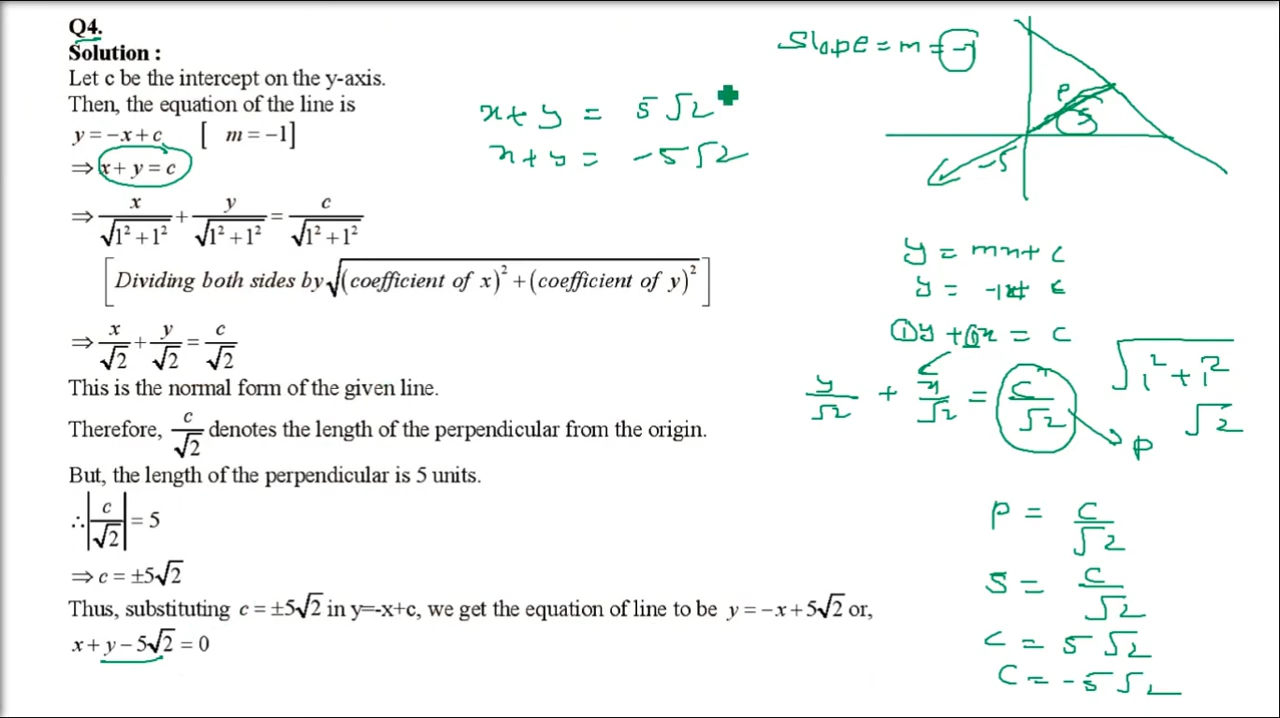 Q4.
Solution :
Let c be the intercept on the y-axis.
Then, the equation of the line is
y = −x + c  [ m = −1]
⇒ x + y = c
⇒ x/√(1² + 1²) + y/√(1² + 1²) = c/√(1² + 1²)
[Dividing both sides by √((coefficient of x)² + (coefficient of y)²)]
⇒ x/√2 + y/√2 = c/√2
This is the normal form of the given line.
Therefore, c/√2 denotes the length of the perpendicular from the origin.
But, the length of the perpendicular is 5 units.
∴ |c/√2| = 5
⇒ c = ±5√2
Thus, substituting c = ±5√2 in y=-x+c, we get the equation of line to be y = −x + 5√2 or,
x + y − 5√2 = 0
x + y = 5√2
x + y = -5√2
Slope = m = -1
P
5
-5
y = mx + c
y = -1x + c
1y + 1x = c
y/√2 + x/√2 = c/√2
√(1² + 1²)
√2
P
P = c/√2
5 = c/√2
c = 5√2
c = -5√2